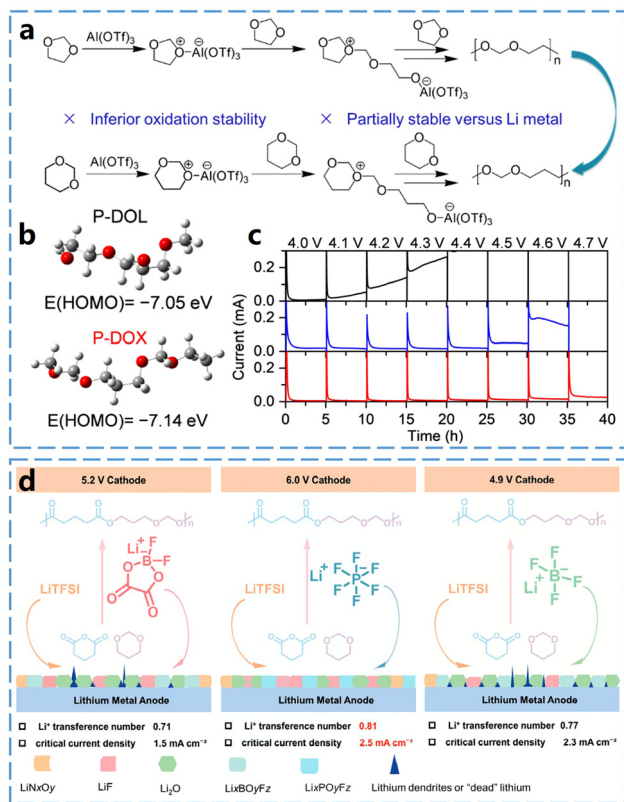 a
Al(OTf)₃
O–Al(OTf)₃
O
Al(OTf)₃
n
× Inferior oxidation stability
× Partially stable versus Li metal
Al(OTf)₃
O–Al(OTf)₃
O–Al(OTf)₃
n
b
P-DOL
E(HOMO)= −7.05 eV
P-DOX
E(HOMO)= −7.14 eV
c
4.0 V 4.1 V 4.2 V 4.3 V 4.4 V 4.5 V 4.6 V 4.7 V
Current (mA)
0.2
0.0
0.2
0.0
0.2
0.0
0 5 10 15 20 25 30 35 40
Time (h)
d
5.2 V Cathode
6.0 V Cathode
4.9 V Cathode
LiTFSI
Li⁺
LiTFSI
Li⁺
LiTFSI
Li⁺
Lithium Metal Anode
Lithium Metal Anode
Lithium Metal Anode
Li⁺ transference number 0.71
critical current density 1.5 mA cm⁻²
Li⁺ transference number 0.81
critical current density 2.5 mA cm⁻²
Li⁺ transference number 0.77
critical current density 2.3 mA cm⁻²
LiNxOy
LiF
Li₂O
LixBOyFz
LixPOyFz
Lithium dendrites or “dead” lithium